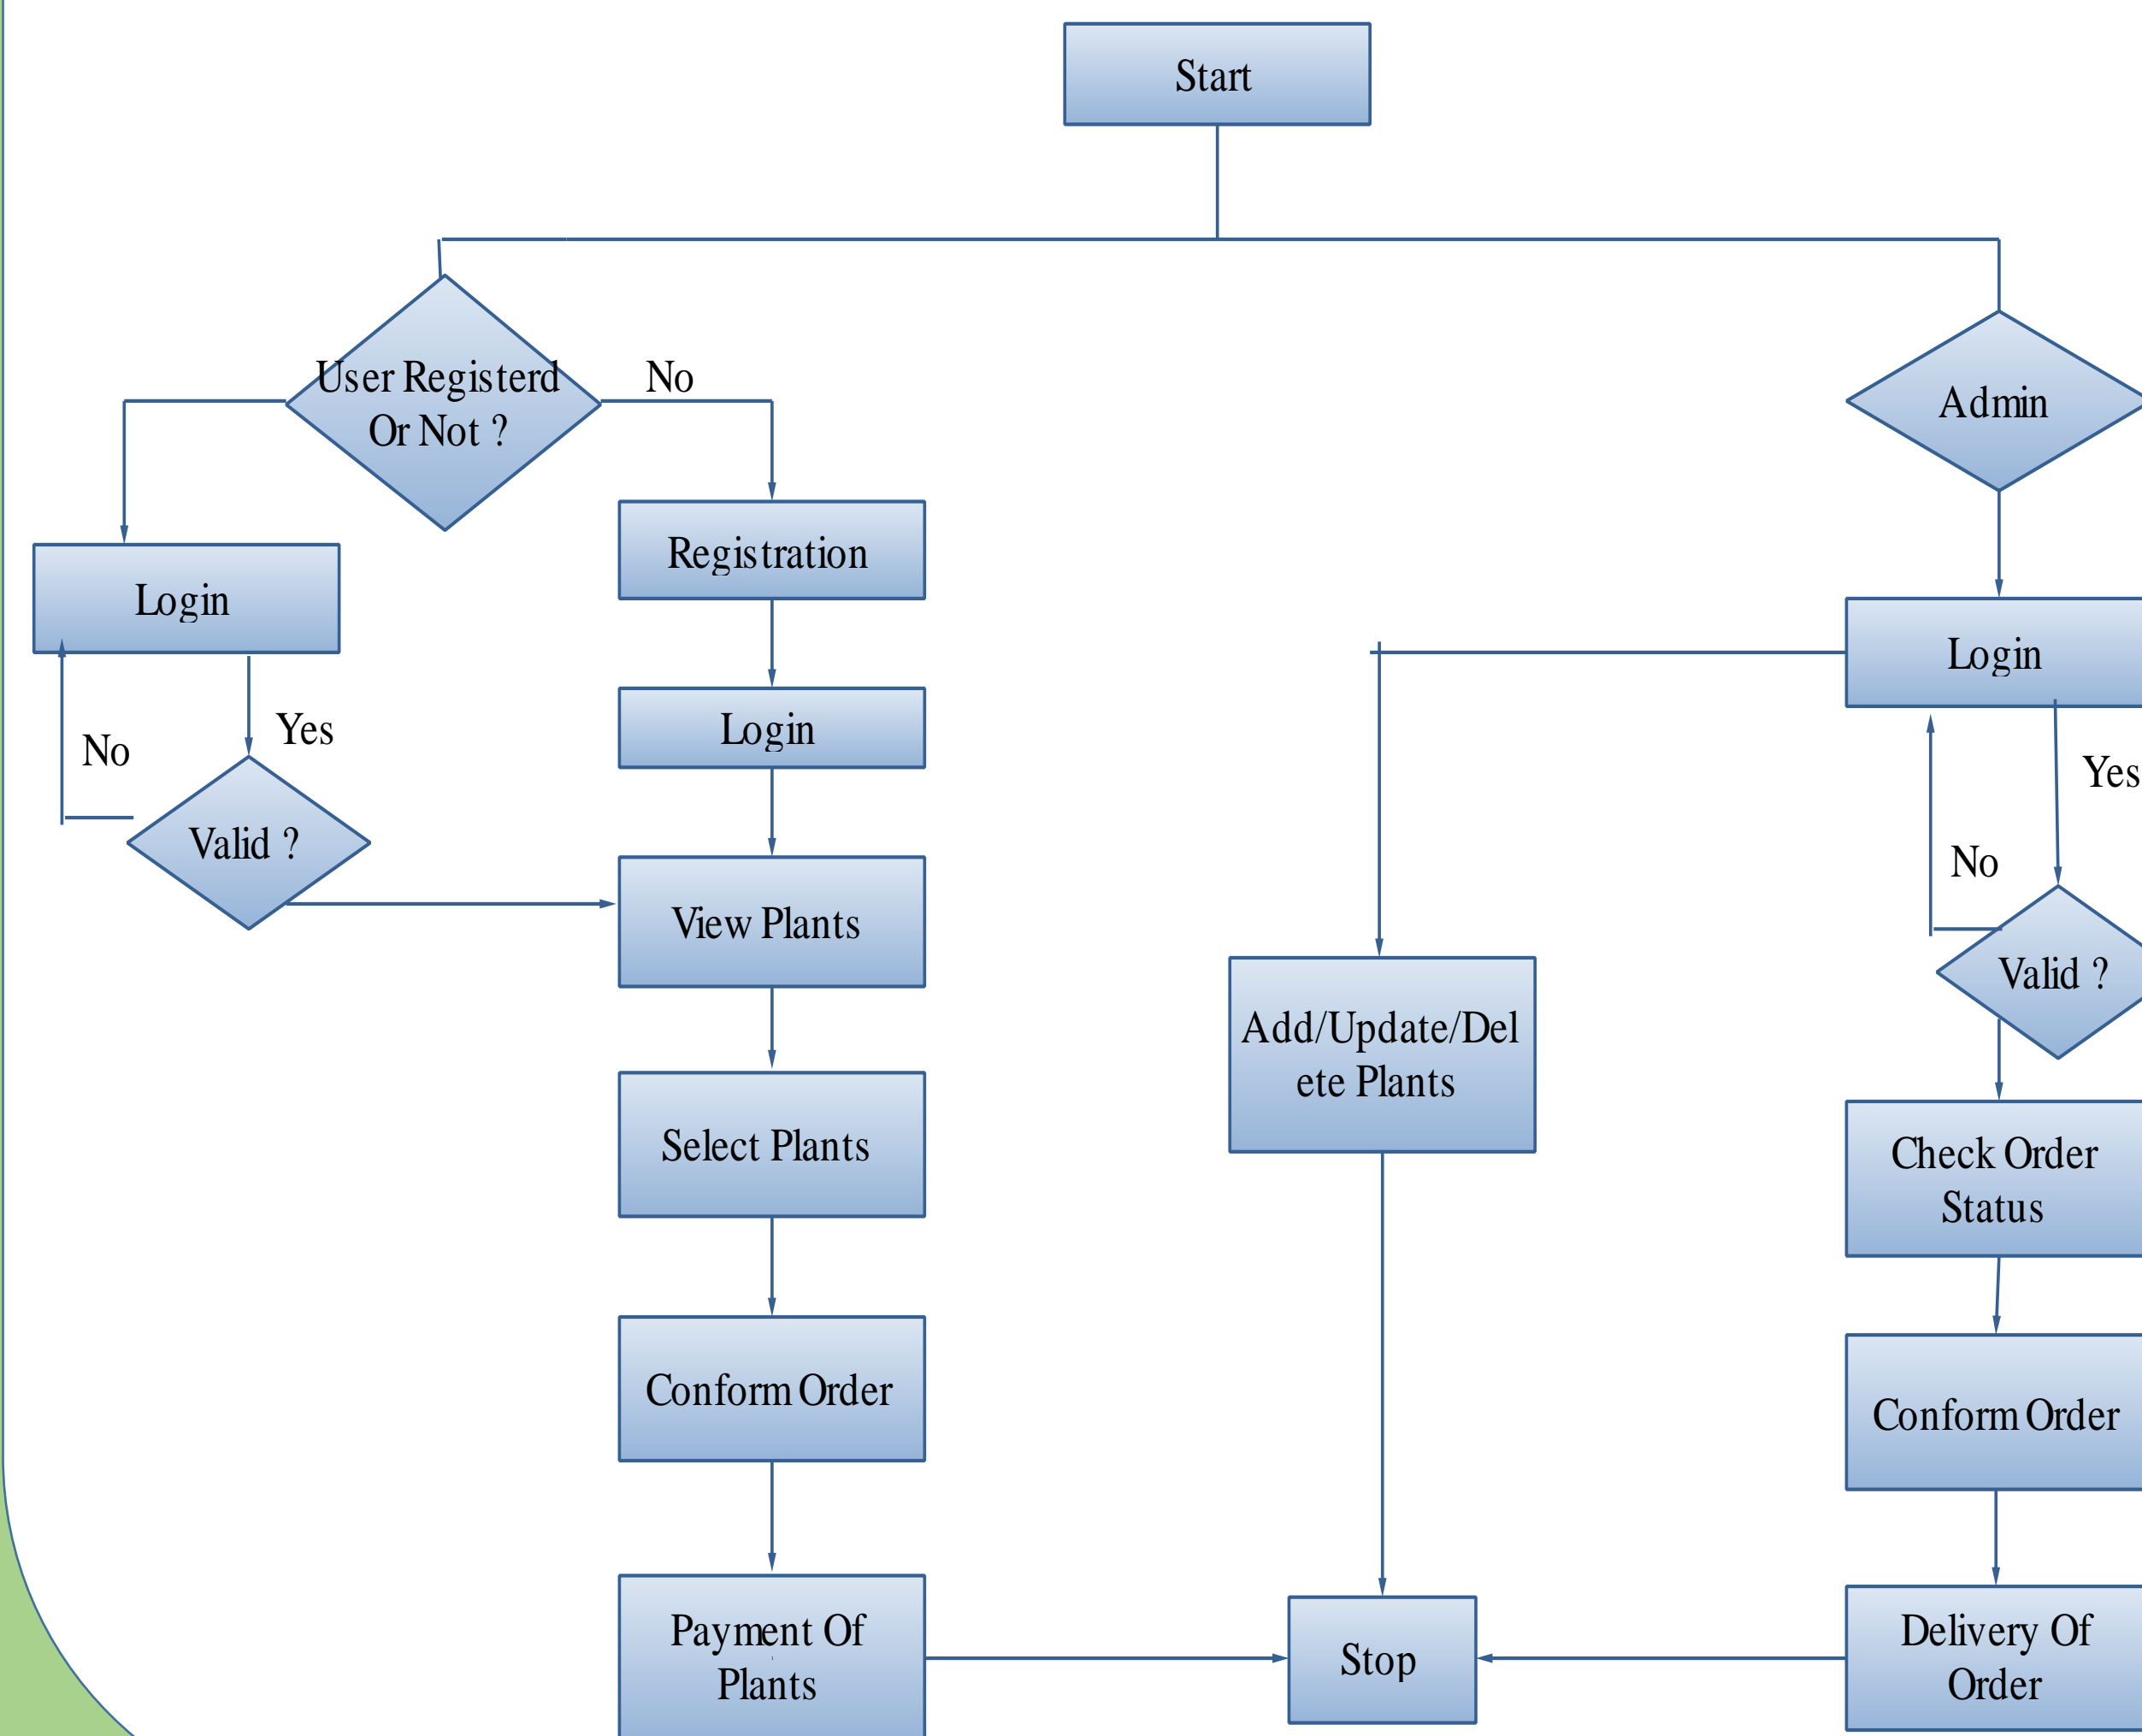 Start
User Registerd
Or Not ?
No
Admin
Registration
Login
Login
Login
Yes
No
Yes
Valid ?
No
View Plants
Valid ?
Add/Update/Del
ete Plants
Select Plants
Check Order
Status
Conform Order
Conform Order
Payment Of
Plants
Stop
Delivery Of
Order